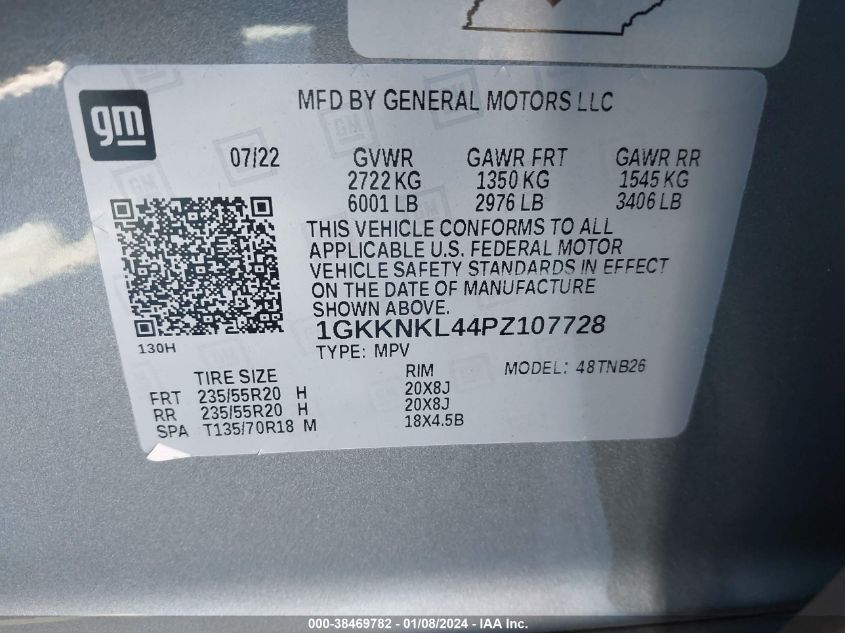 gm
MFD BY GENERAL MOTORS LLC
07/22 GVWR GAWR FRT GAWR RR
2722 KG 1350 KG 1545 KG
6001 LB 2976 LB 3406 LB
THIS VEHICLE CONFORMS TO ALL
APPLICABLE U.S. FEDERAL MOTOR
VEHICLE SAFETY STANDARDS IN EFFECT
ON THE DATE OF MANUFACTURE
SHOWN ABOVE.
1GKKNKL44PZ107728
130H
TYPE: MPV
MODEL: 48TNB26
TIRE SIZE RIM
FRT 235/55R20 H 20X8J
RR 235/55R20 H 20X8J
SPA T135/70R18 M 18X4.5B
000-38469782 - 01/08/2024 - IAA Inc.